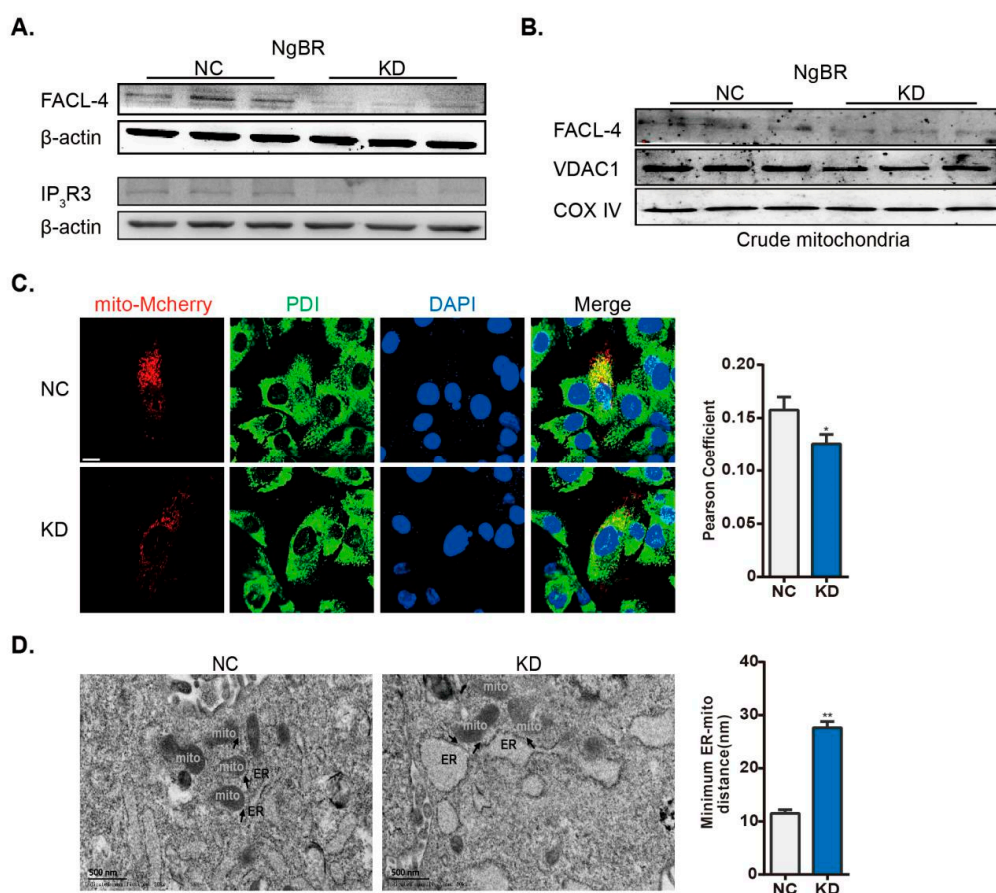 A.
NgBR
NC KD
FACL-4
β-actin
IP3R3
β-actin
B.
NgBR
NC KD
FACL-4
VDAC1
COX IV
Crude mitochondria
C.
mito-Mcherry PDI DAPI Merge
NC
KD
Pearson Coefficient
0.20
0.15
0.10
0.05
0
*
NC KD
D.
NC KD
mito
mito
mito
mito
ER
ER
500 nm
mito
mito
mito
ER
ER
500 nm
Minimum ER-mito
distance(nm)
40
30
20
10
0
**
NC KD